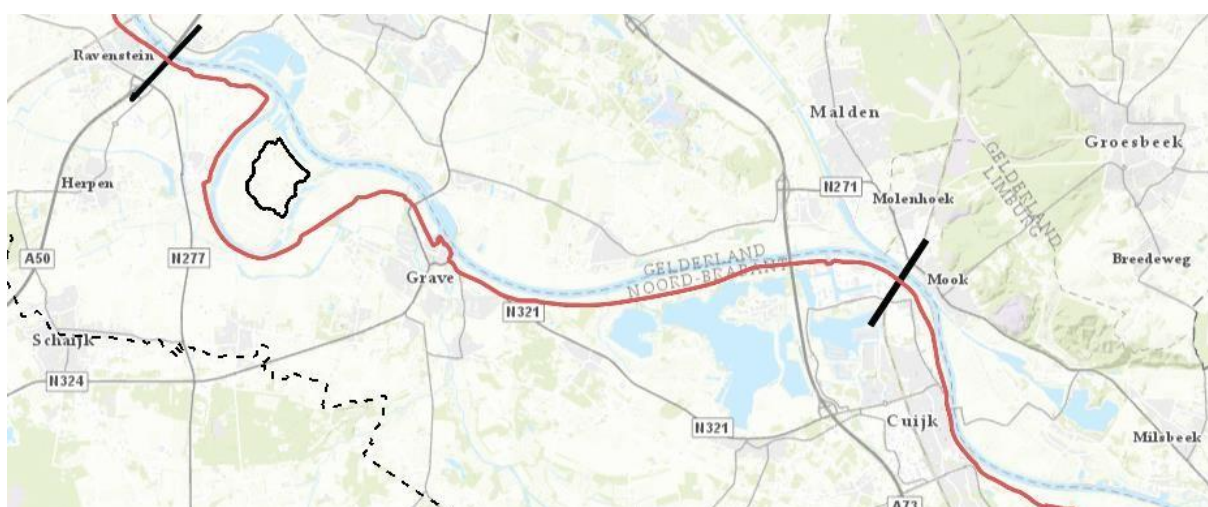 Ravenstein
Malden
Groesbeek
Herpen
N271
Molenhoek
GELDERLAND
LIMBURG
A50
N277
Grave
GELDERLAND
NOORD-BRABANT
Mook
Breedeweg
N321
Schaijk
N324
N321
Cuijk
Milsbeek
A73